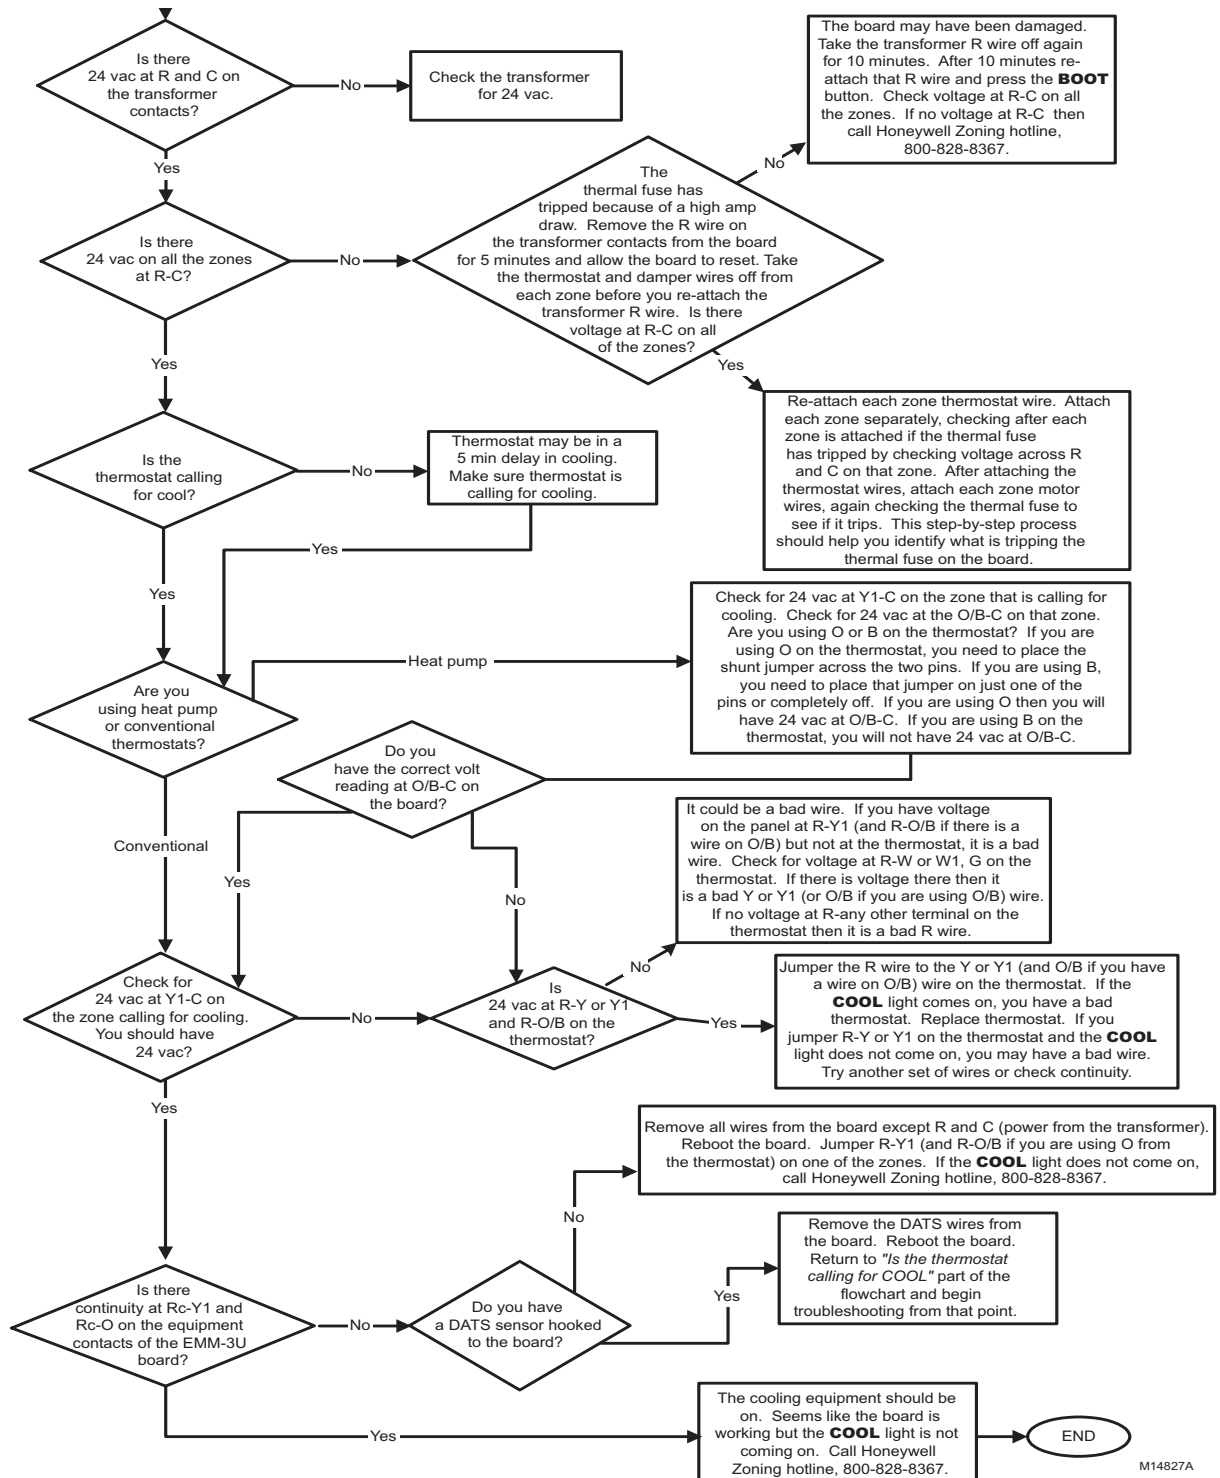 Is there
24 vac at R and C on
the transformer
contacts?
No
Check the transformer
for 24 vac.
The board may have been damaged.
Take the transformer R wire off again
for 10 minutes. After 10 minutes re-
attach that R wire and press the BOOT
button. Check voltage at R-C on all
the zones. If no voltage at R-C then
call Honeywell Zoning hotline,
800-828-8367.
Yes
No
Is there
24 vac on all the zones
at R-C?
No
The
thermal fuse has
tripped because of a high amp
draw. Remove the R wire on
the transformer contacts from the board
for 5 minutes and allow the board to reset. Take
the thermostat and damper wires off from
each zone before you re-attach the
transformer R wire. Is there
voltage at R-C on all
of the zones?
Yes
Yes
Re-attach each zone thermostat wire. Attach
each zone separately, checking after each
zone is attached if the thermal fuse
has tripped by checking voltage across R
and C on that zone. After attaching the
thermostat wires, attach each zone motor
wires, again checking the thermal fuse to
see if it trips. This step-by-step process
should help you identify what is tripping the
thermal fuse on the board.
Is the
thermostat calling
for cool?
No
Thermostat may be in a
5 min delay in cooling.
Make sure thermostat is
calling for cooling.
Yes
Yes
Are you
using heat pump
or conventional
thermostats?
Heat pump
Check for 24 vac at Y1-C on the zone that is calling for
cooling. Check for 24 vac at the O/B-C on that zone.
Are you using O or B on the thermostat? If you are
using O on the thermostat, you need to place the
shunt jumper across the two pins. If you are using B,
you need to place that jumper on just one of the
pins or completely off. If you are using O then you will
have 24 vac at O/B-C. If you are using B on the
thermostat, you will not have 24 vac at O/B-C.
Do you
have the correct volt
reading at O/B-C on
the board?
Conventional
Yes
No
It could be a bad wire. If you have voltage
on the panel at R-Y1 (and R-O/B if there is a
wire on O/B) but not at the thermostat, it is a bad
wire. Check for voltage at R-W or W1, G on the
thermostat. If there is voltage there then it
is a bad Y or Y1 (or O/B if you are using O/B) wire.
If no voltage at R-any other terminal on the
thermostat then it is a bad R wire.
Check for
24 vac at Y1-C on
the zone calling for cooling.
You should have
24 vac?
No
Is
24 vac at R-Y or Y1
and R-O/B on the
thermostat?
No
Yes
Jumper the R wire to the Y or Y1 (and O/B if you have
a wire on O/B) wire on the thermostat. If the
COOL light comes on, you have a bad
thermostat. Replace thermostat. If you
jumper R-Y or Y1 on the thermostat and the COOL
light does not come on, you may have a bad wire.
Try another set of wires or check continuity.
Yes
Remove all wires from the board except R and C (power from the transformer).
Reboot the board. Jumper R-Y1 (and R-O/B if you are using O from
the thermostat) on one of the zones. If the COOL light does not come on,
call Honeywell Zoning hotline, 800-828-8367.
No
Is there
continuity at Rc-Y1 and
Rc-O on the equipment
contacts of the EMM-3U
board?
No
Do you have
a DATS sensor hooked
to the board?
Yes
Remove the DATS wires from
the board. Reboot the board.
Return to "Is the thermostat
calling for COOL" part of the
flowchart and begin
troubleshooting from that point.
Yes
The cooling equipment should be
on. Seems like the board is
working but the COOL light is not
coming on. Call Honeywell
Zoning hotline, 800-828-8367.
END
M14827A